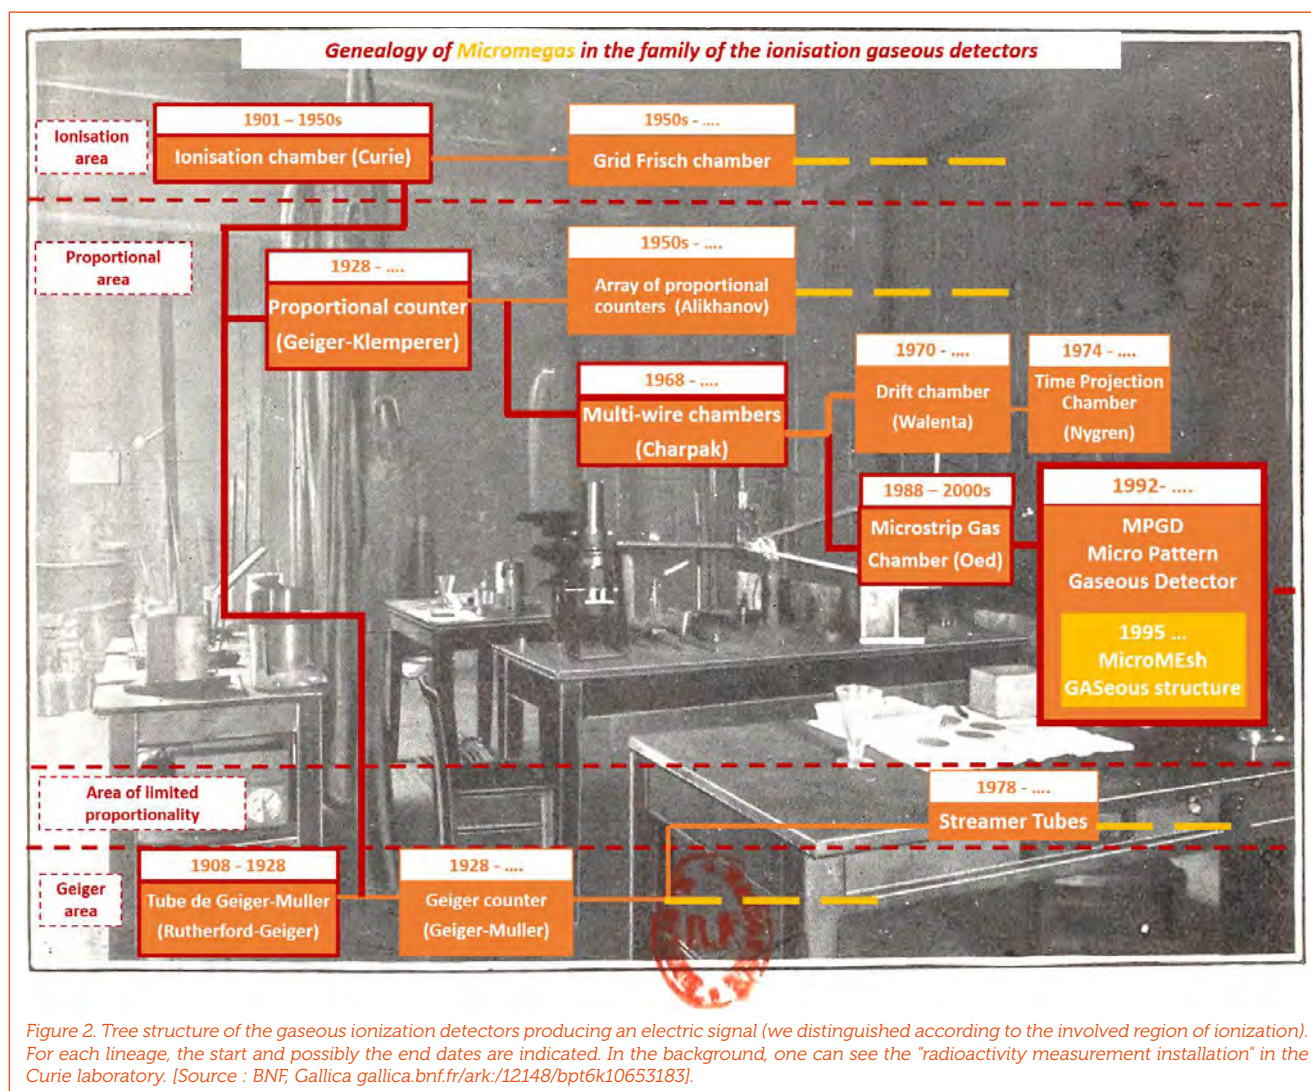 Genealogy of Micromegas in the family of the ionisation gaseous detectors
Ionisation
area
1901 – 1950s
Ionisation chamber (Curie)
1950s - ....
Grid Frisch chamber
Proportional
area
1928 - ....
Proportional counter
(Geiger-Klemperer)
1950s - ....
Array of proportional
counters (Alikhanov)
1968 - ....
Multi-wire chambers
(Charpak)
1970 - ....
Drift chamber
(Walenta)
1974 - ....
Time Projection
Chamber
(Nygren)
1988 – 2000s
Microstrip Gas
Chamber (Oed)
1992- ....
MPGD
Micro Pattern
Gaseous Detector
1995 ...
MicroMEsh
GASeous structure
Area of limited
proportionality
1978 - ....
Streamer Tubes
Geiger
area
1908 - 1928
Tube de Geiger-Muller
(Rutherford-Geiger)
1928 - ....
Geiger counter
(Geiger-Muller)
Figure 2. Tree structure of the gaseous ionization detectors producing an electric signal (we distinguished according to the involved region of ionization).
For each lineage, the start and possibly the end dates are indicated. In the background, one can see the "radioactivity measurement installation" in the
Curie laboratory. [Source : BNF, Gallica gallica.bnf.fr/ark:/12148/bpt6k10653183].